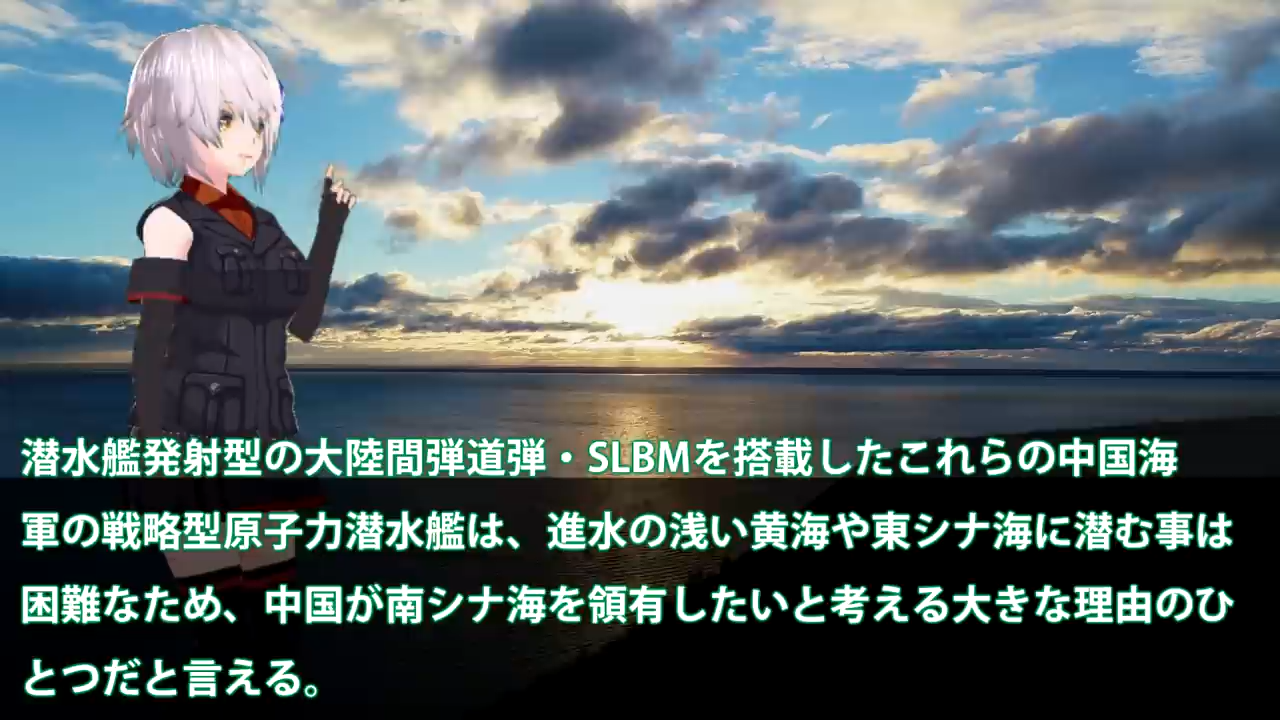 潜水艦発射型の大陸間弾道弾・SLBMを搭載したこれらの中国海
軍の戦略型原子力潜水艦は、進水の浅い黄海や東シナ海に潜む事は
困難なため、中国が南シナ海を領有したいと考える大きな理由のひ
とつだと言える。